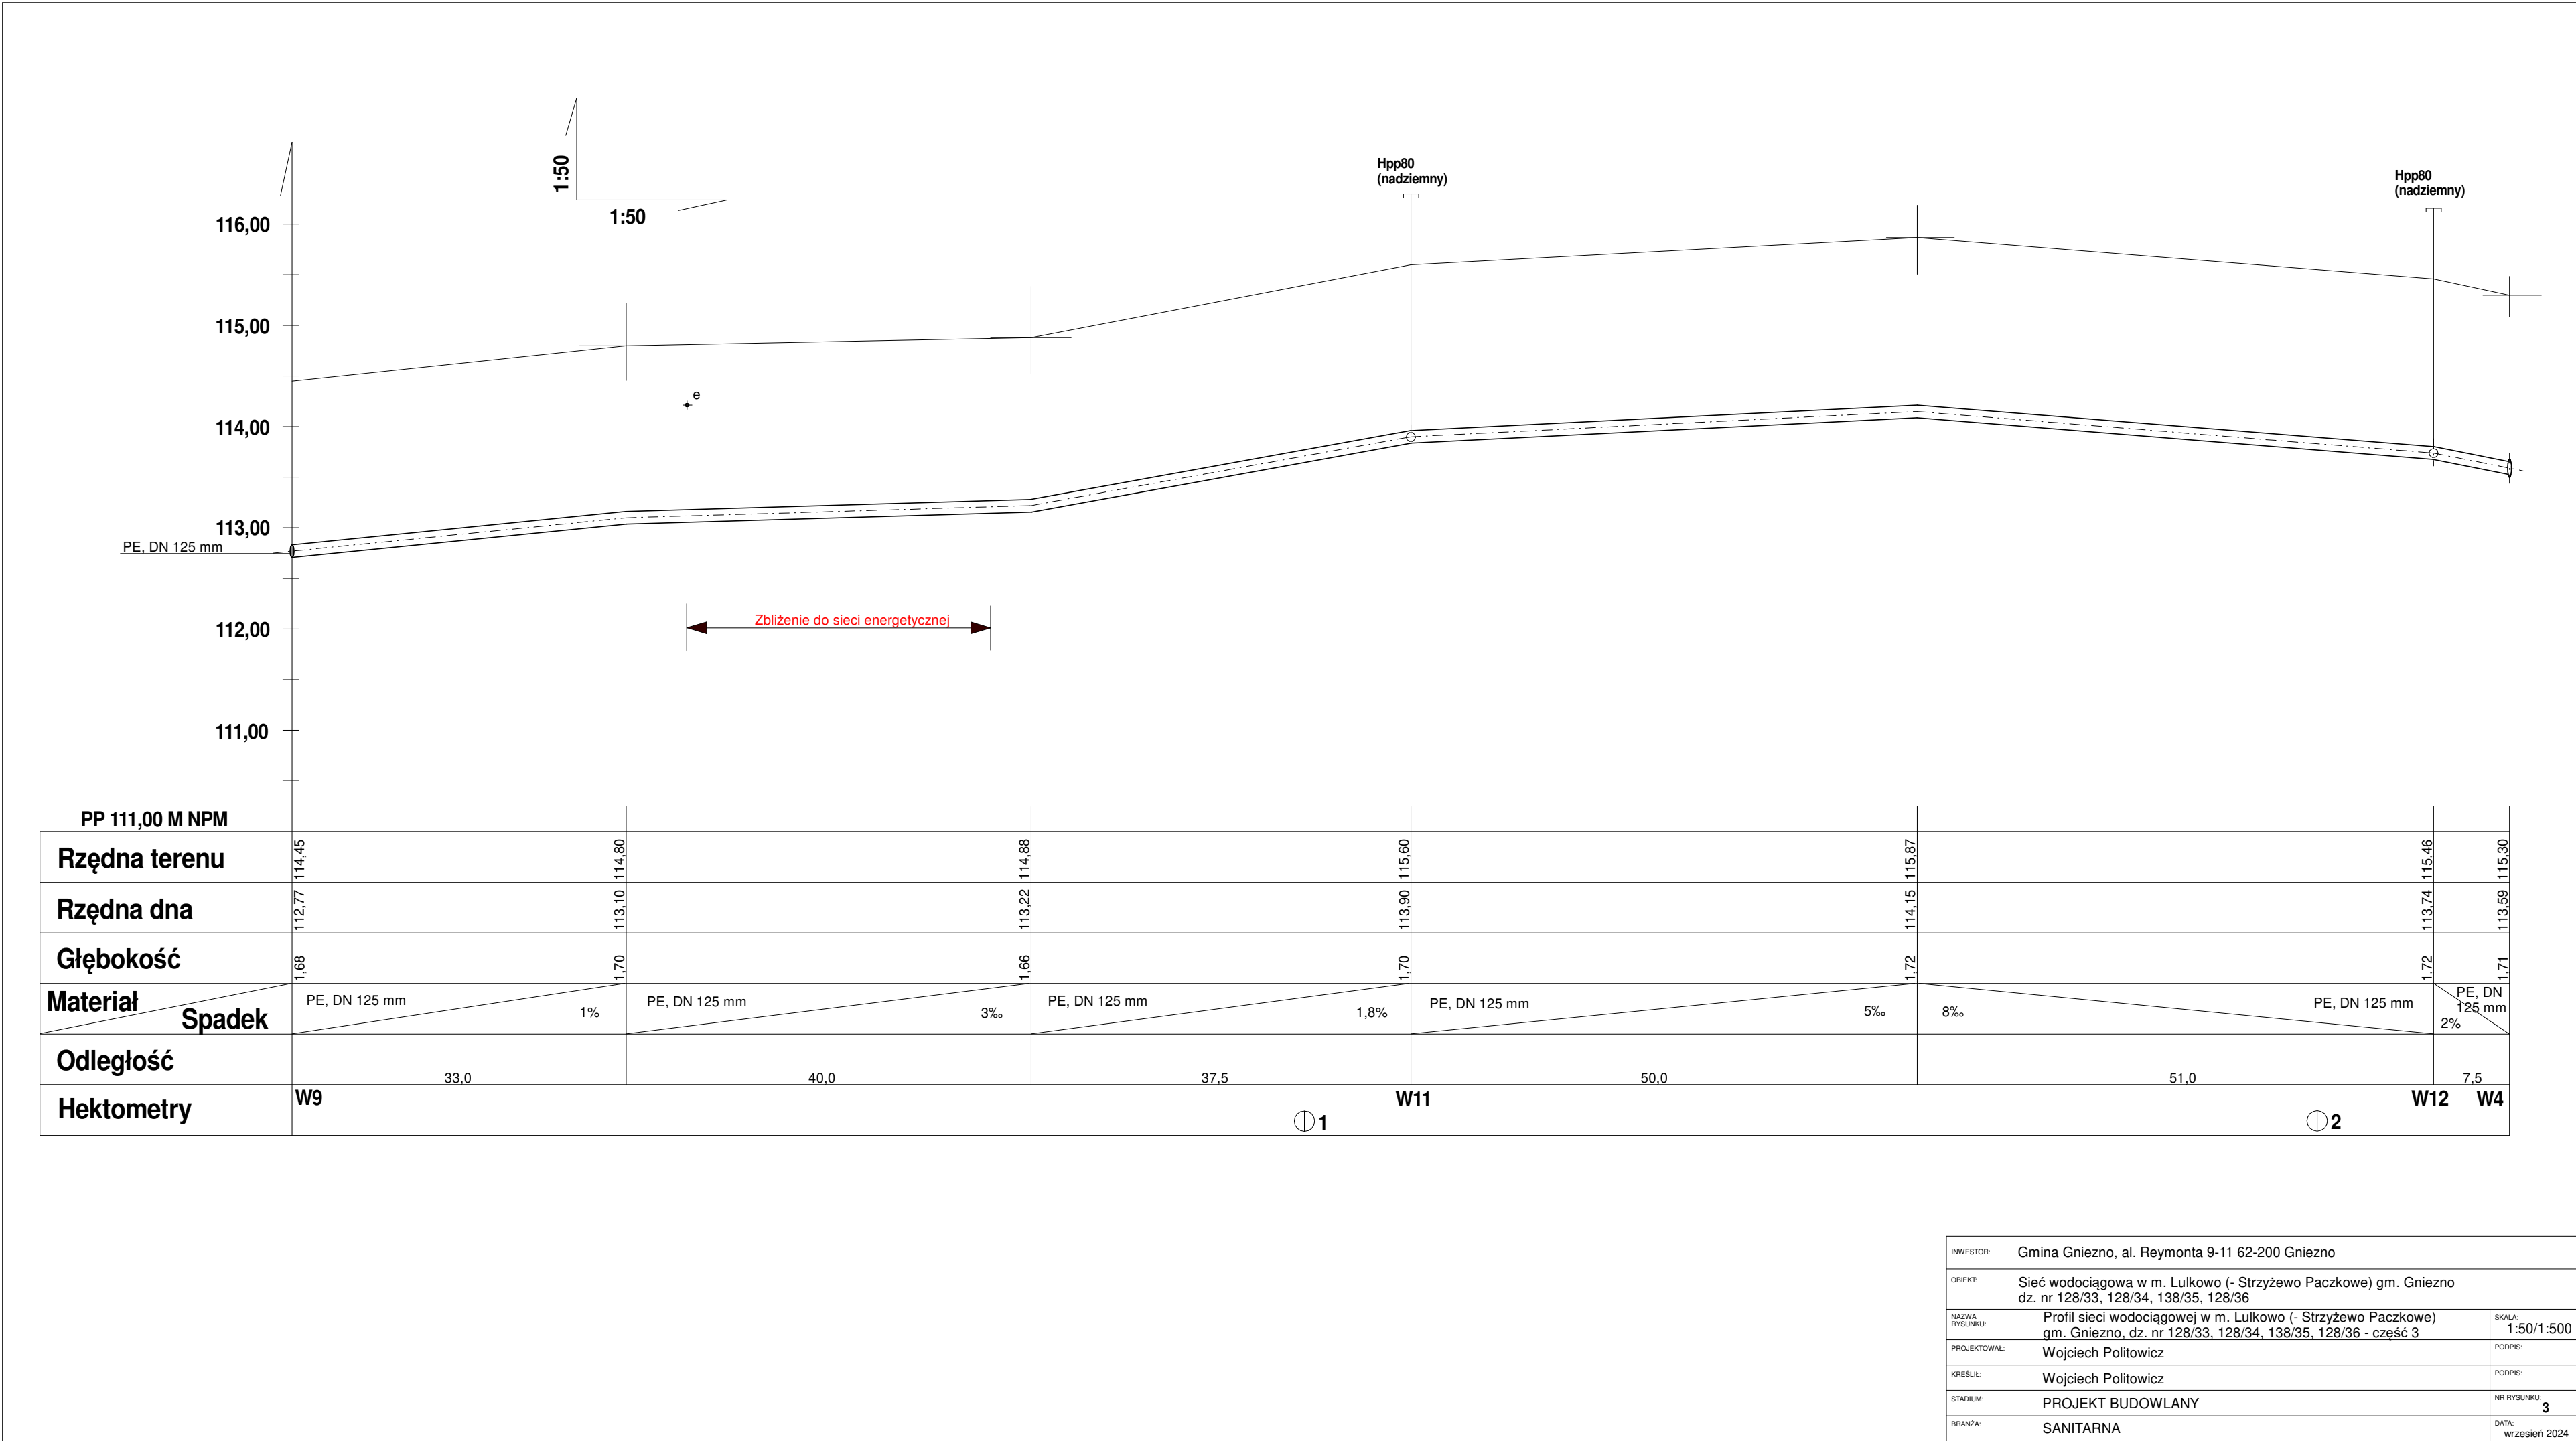 1:50
1:50
Hpp80
(nadziemny)
Hpp80
(nadziemny)
116,00
115,00
e
114,00
113,00
PE, DN 125 mm
112,00
Zbliżenie do sieci energetycznej
111,00
PP 111,00 M NPM
Rzędna terenu 114,45 114,80 114,88 115,60 115,87 115,46 115,30
Rzędna dna 112,77 113,10 113,22 113,90 114,15 113,74 113,59
Głębokość 1,68 1,70 1,66 1,70 1,72 1,72 1,71
Materiał PE, DN 125 mm PE, DN 125 mm PE, DN 125 mm PE, DN 125 mm PE, DN 125 mm PE, DN
125 mm
Spadek 1% 3‰ 1,8% 5‰ 8‰ 2%
Odległość 33,0 40,0 37,5 50,0 51,0 7,5
Hektometry W9 W11 W12 W4
1 2
INWESTOR: Gmina Gniezno, al. Reymonta 9-11 62-200 Gniezno
OBIEKT: Sieć wodociągowa w m. Lulkowo (- Strzyżewo Paczkowe) gm. Gniezno
dz. nr 128/33, 128/34, 138/35, 128/36
NAZWA
RYSUNKU:
Profil sieci wodociągowej w m. Lulkowo (- Strzyżewo Paczkowe)
gm. Gniezno, dz. nr 128/33, 128/34, 138/35, 128/36 - część 3
SKALA:
1:50/1:500
PROJEKTOWAŁ: Wojciech Politowicz PODPIS:
KREŚLIŁ: Wojciech Politowicz PODPIS:
STADIUM: PROJEKT BUDOWLANY NR RYSUNKU:
3
BRANŻA: SANITARNA DATA:
wrzesień 2024